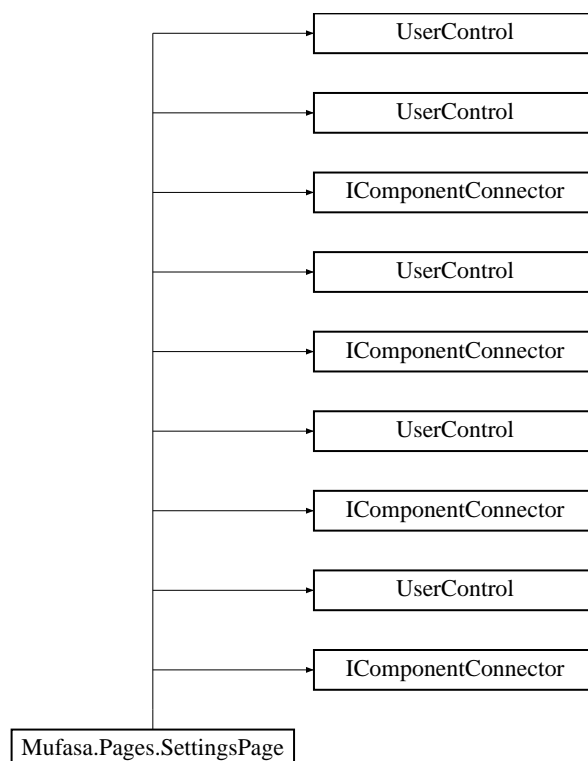 UserControl
UserControl
IComponentConnector
UserControl
IComponentConnector
UserControl
IComponentConnector
UserControl
IComponentConnector
Mufasa.Pages.SettingsPage